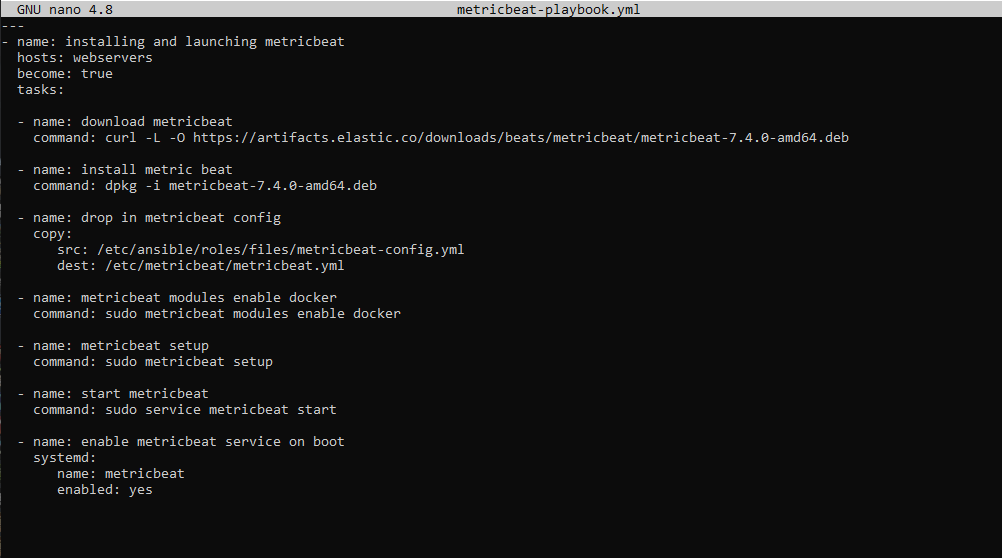 GNU nano 4.8 metricbeat-playbook.yml
---
- name: installing and launching metricbeat
  hosts: webservers
  become: true
  tasks:

  - name: download metricbeat
    command: curl -L -O https://artifacts.elastic.co/downloads/beats/metricbeat/metricbeat-7.4.0-amd64.deb

  - name: install metric beat
    command: dpkg -i metricbeat-7.4.0-amd64.deb

  - name: drop in metricbeat config
    copy:
       src: /etc/ansible/roles/files/metricbeat-config.yml
       dest: /etc/metricbeat/metricbeat.yml

  - name: metricbeat modules enable docker
    command: sudo metricbeat modules enable docker

  - name: metricbeat setup
    command: sudo metricbeat setup

  - name: start metricbeat
    command: sudo service metricbeat start

  - name: enable metricbeat service on boot
    systemd:
       name: metricbeat
       enabled: yes